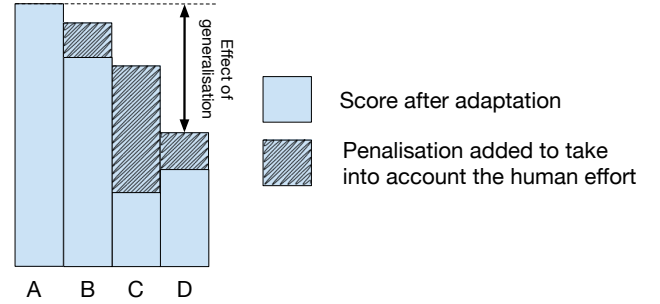 Effect of
generalisation
Score after adaptation
Penalisation added to take
into account the human effort
A B C D